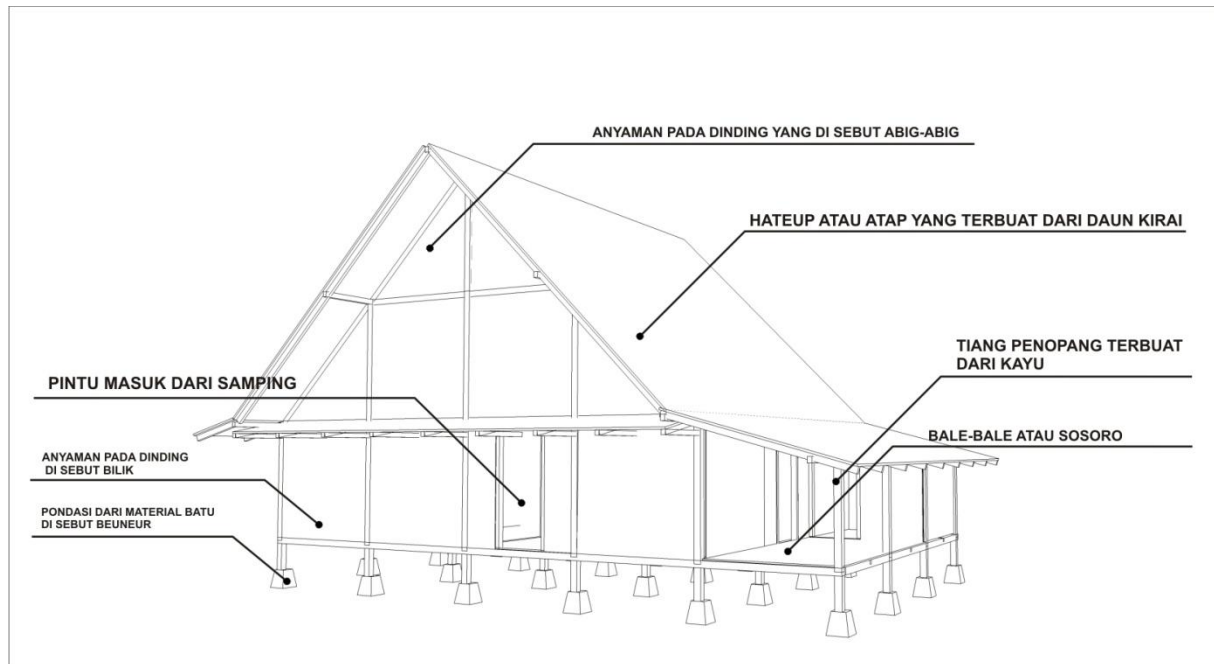 ANYAMAN PADA DINDING YANG DI SEBUT ABIG-ABIG
HATEUP ATAU ATAP YANG TERBUAT DARI DAUN KIRAI
TIANG PENOPANG TERBUAT
DARI KAYU
PINTU MASUK DARI SAMPING
BALE-BALE ATAU SOSORO
ANYAMAN PADA DINDING
DI SEBUT BILIK
PONDASI DARI MATERIAL BATU
DI SEBUT BEUNEUR